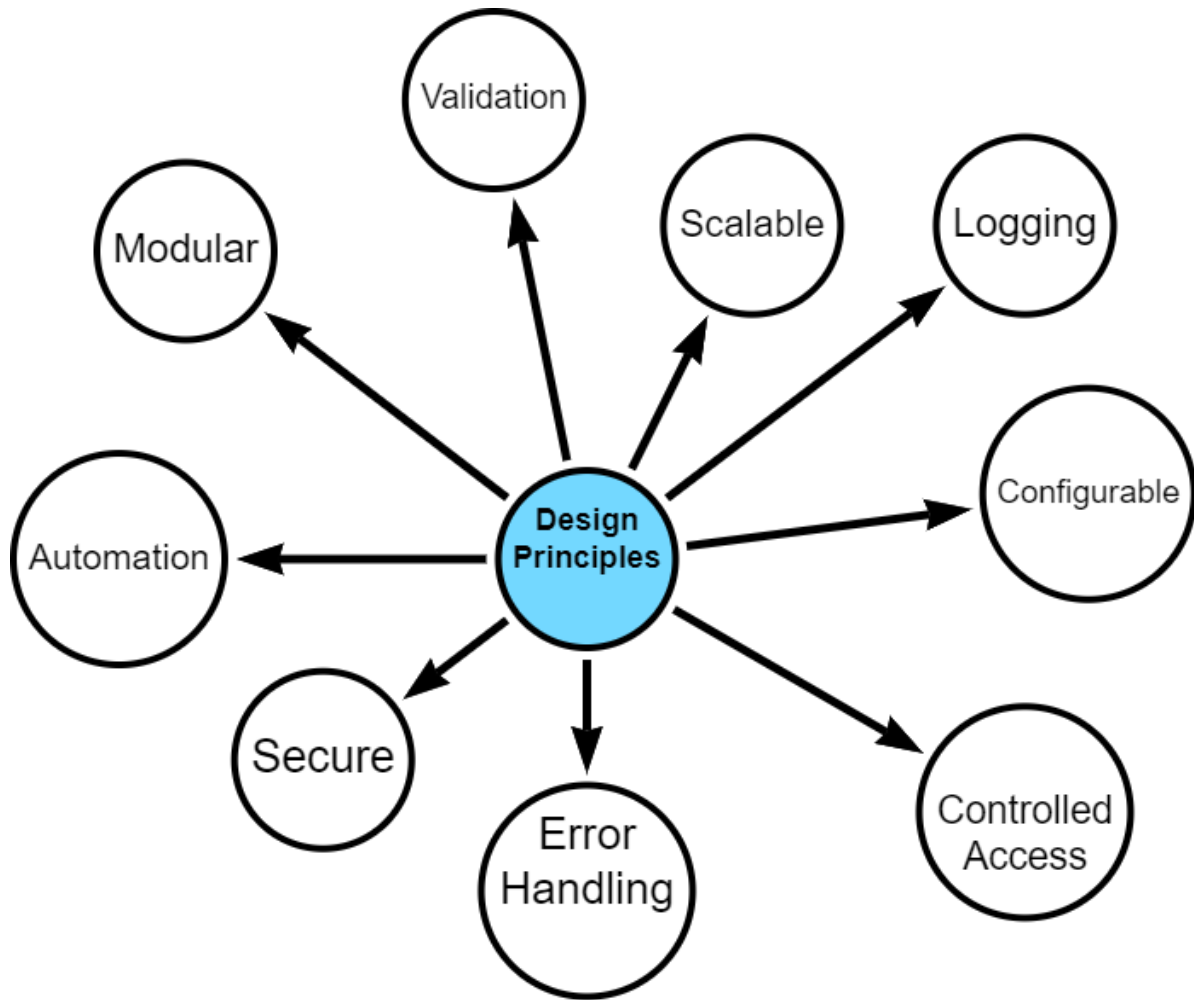 Validation
Scalable
Logging
Modular
Configurable
Design
Principles
Automation
Secure
Controlled
Access
Error
Handling